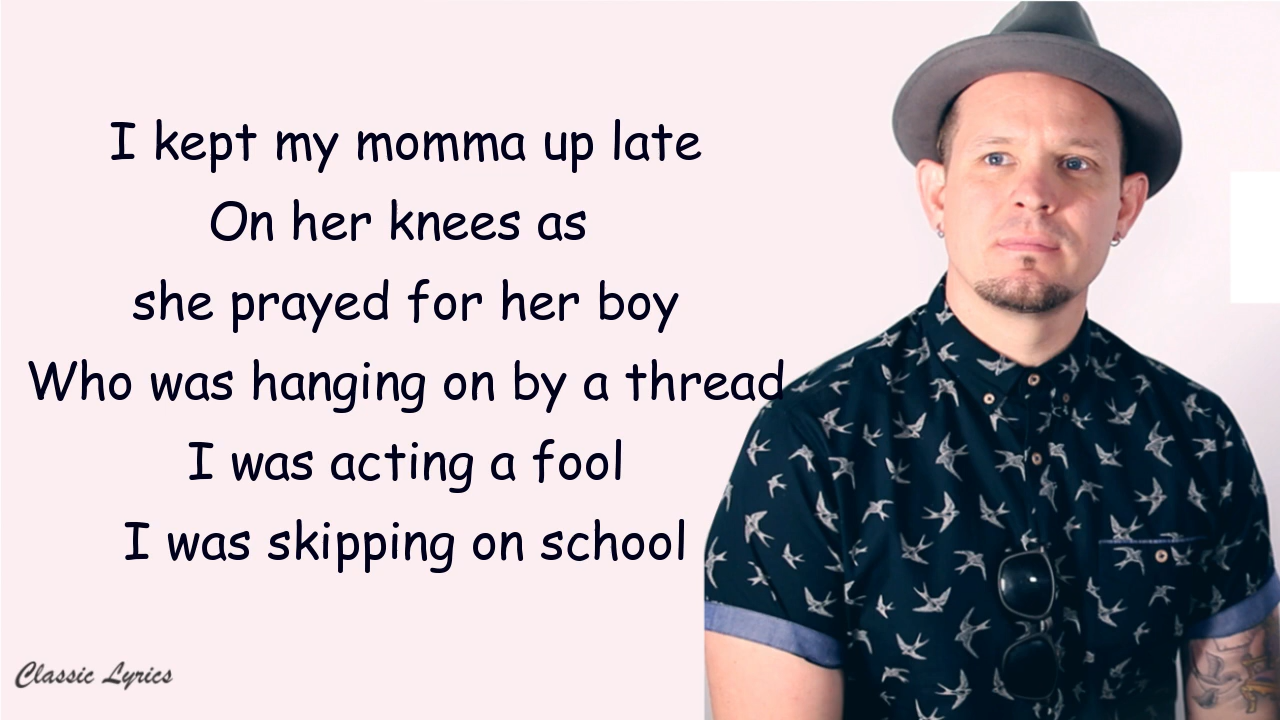 I kept my momma up late
On her knees as
she prayed for her boy
Who was hanging on by a thread
I was acting a fool
I was skipping on school
Classic Lyrics